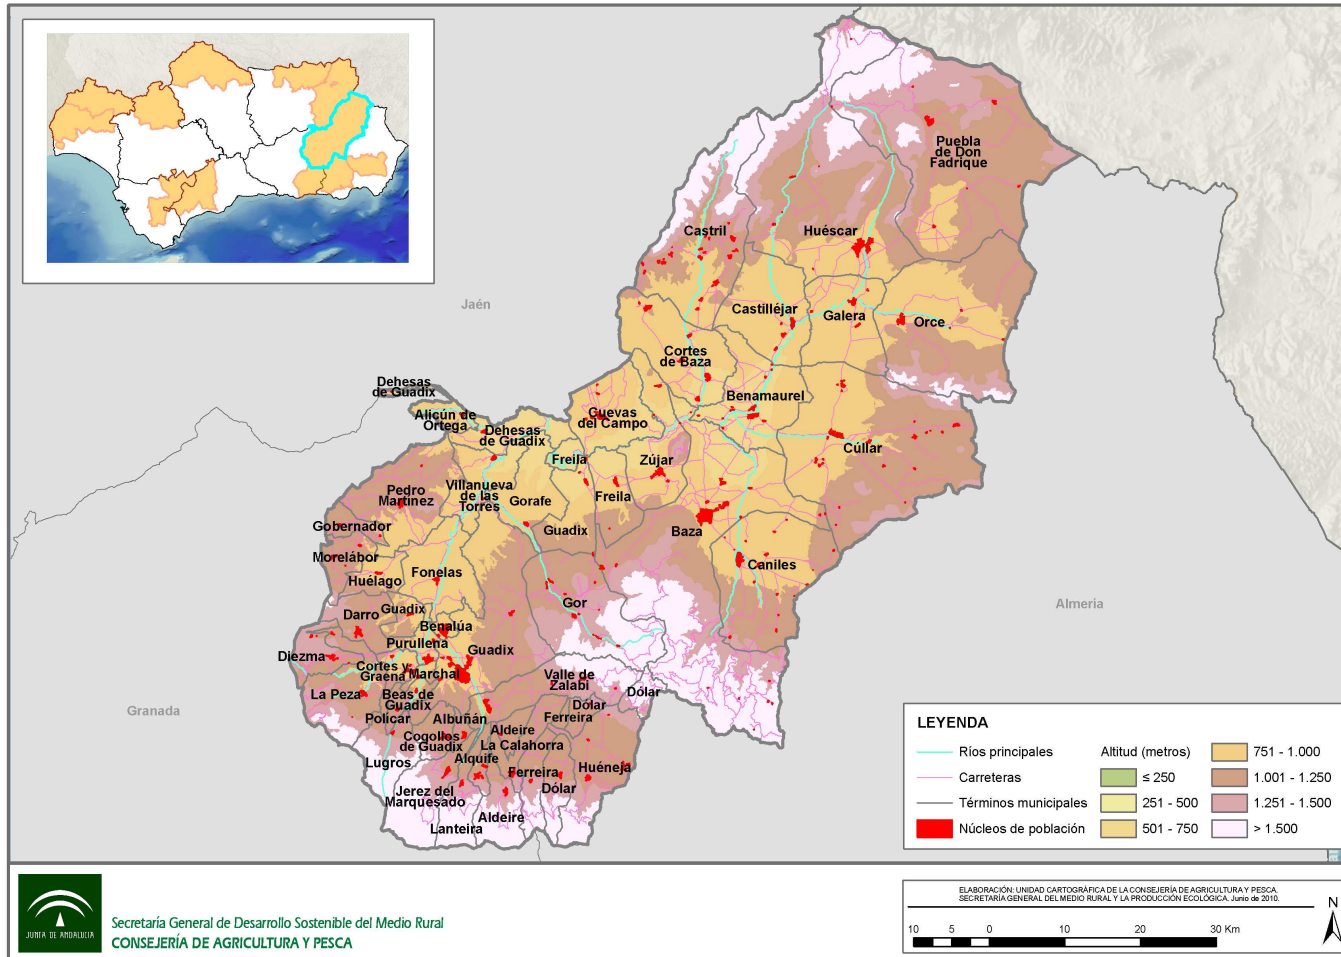 Puebla
de Don
Fadrique
Castril
Huéscar
Jaén
Castilléjar
Galera
Orce
Cortes
de Baza
Dehesas
de Guadix
Benamaurel
Alicún de
Ortega
Cuevas
del Campo
Dehesas
de Guadix
Cúllar
Freila
Zújar
Villanueva
de las
Torres
Pedro
Martínez
Gorafe
Freila
Gobernador
Guadix
Baza
Morelábor
Caniles
Huélago
Fonelas
Gor
Almeria
Darro
Guadix
Benalúa
Purullena
Guadix
Diezma
Cortes y
Graena
Marchal
Valle de
Zalabí
Dólar
La Peza
Beas de
Guadix
Dólar
Granada
Policar
Albuñán
Ferreira
Aldeire
Cogollos
de Guadix
La Calahorra
Lugros
Alquife
Ferreira
Huéneja
Dólar
Jerez del
Marquesado
Aldeire
Lanteira
LEYENDA
Ríos principales
Carreteras
Términos municipales
Núcleos de población
Altitud (metros)
≤ 250
251 - 500
501 - 750
751 - 1.000
1.001 - 1.250
1.251 - 1.500
> 1.500
JUNTA DE ANDALUCIA
Secretaría General de Desarrollo Sostenible del Medio Rural
CONSEJERÍA DE AGRICULTURA Y PESCA
ELABORACIÓN: UNIDAD CARTOGRÁFICA DE LA CONSEJERÍA DE AGRICULTURA Y PESCA.
SECRETARÍA GENERAL DEL MEDIO RURAL Y LA PRODUCCIÓN ECOLÓGICA. Junio de 2010.
10 5 0 10 20 30 Km
N